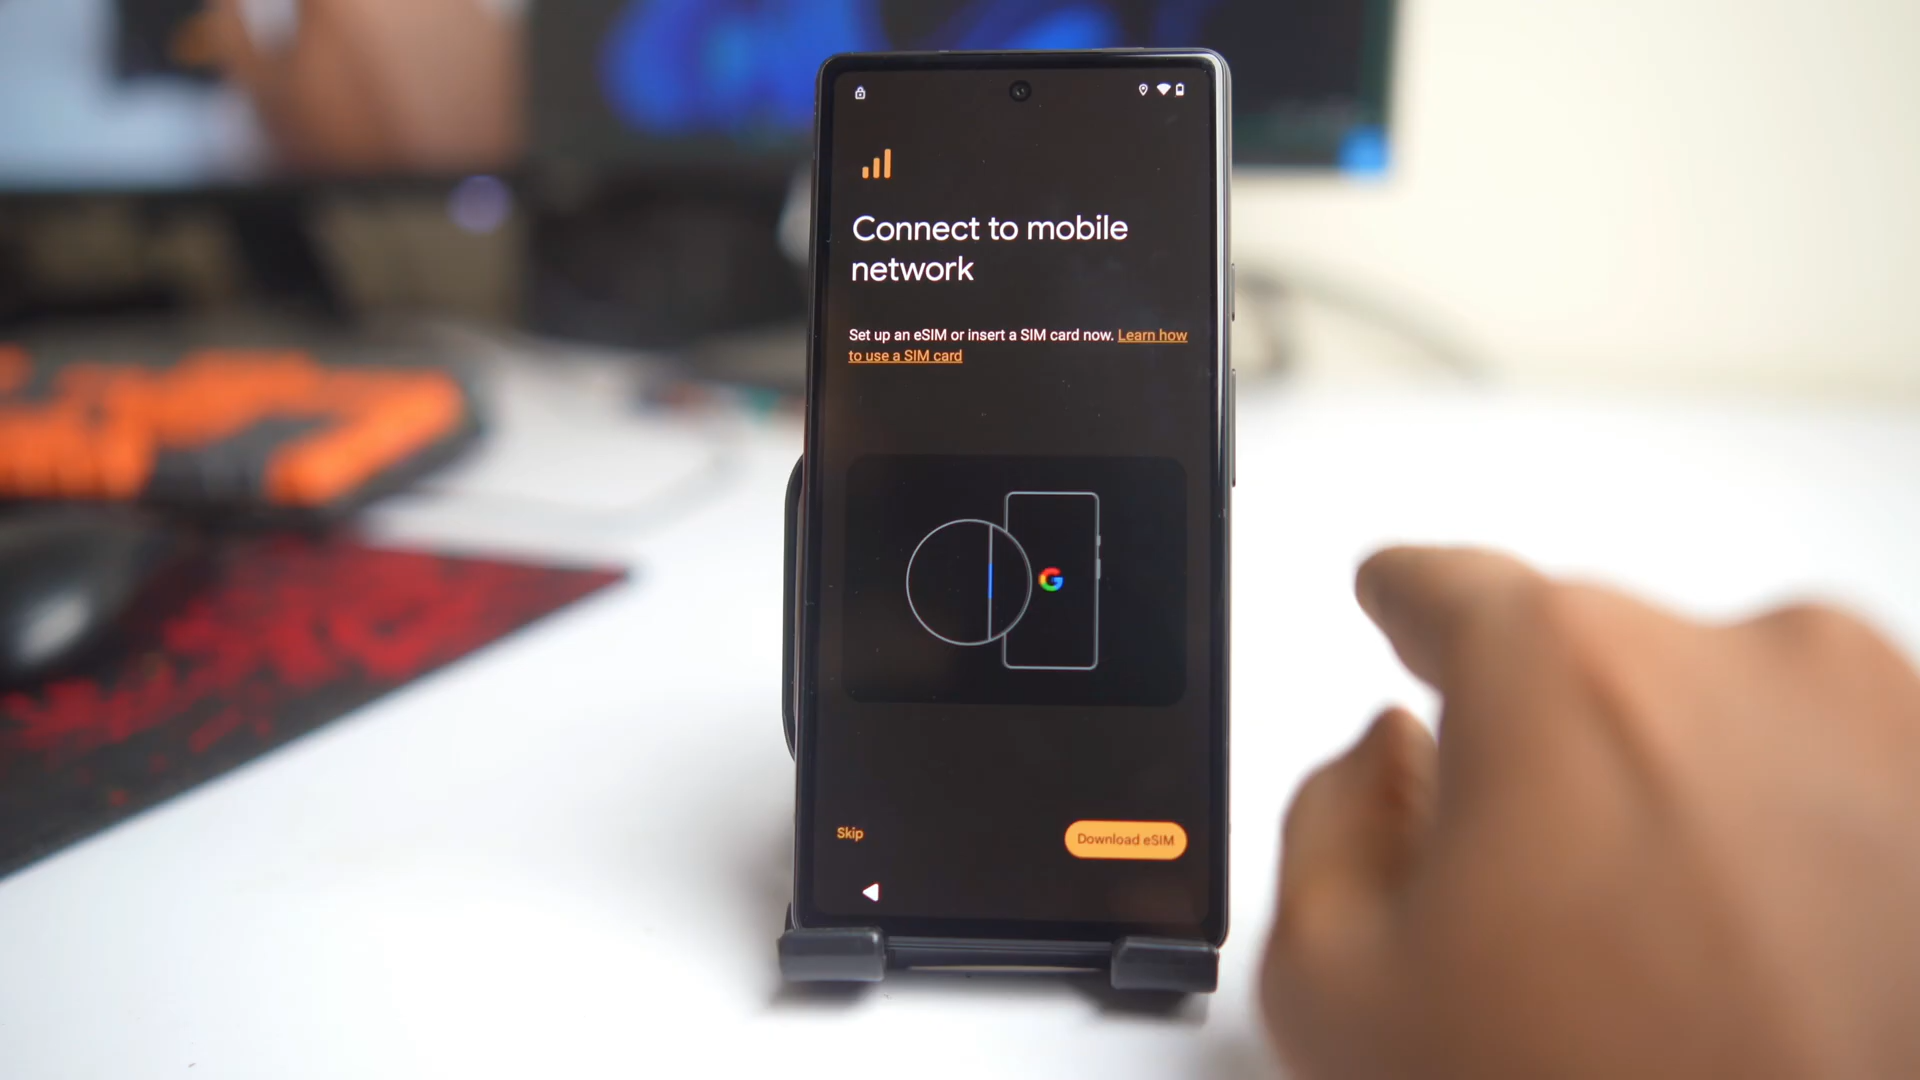 Connect to mobile
network
Set up an eSIM or insert a SIM card now. Learn how
to use a SIM card
G
Skip
Download eSIM